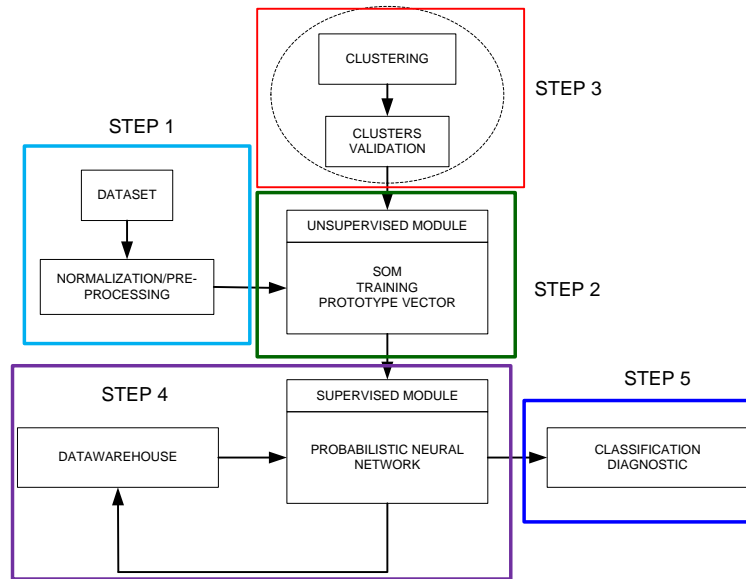 CLUSTERING
STEP 3
CLUSTERS
VALIDATION
STEP 1
DATASET
NORMALIZATION/PRE-
PROCESSING
UNSUPERVISED MODULE
SOM
TRAINING
PROTOTYPE VECTOR
STEP 2
STEP 4
SUPERVISED MODULE
DATAWAREHOUSE
PROBABILISTIC NEURAL
NETWORK
STEP 5
CLASSIFICATION
DIAGNOSTIC